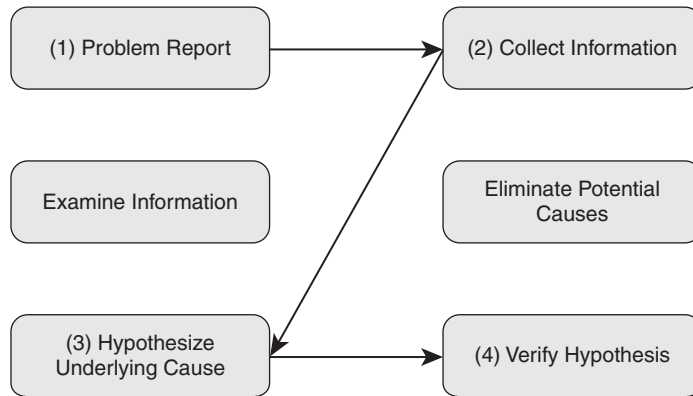 (1) Problem Report
(2) Collect Information
Examine Information
Eliminate Potential
Causes
(3) Hypothesize
Underlying Cause
(4) Verify Hypothesis